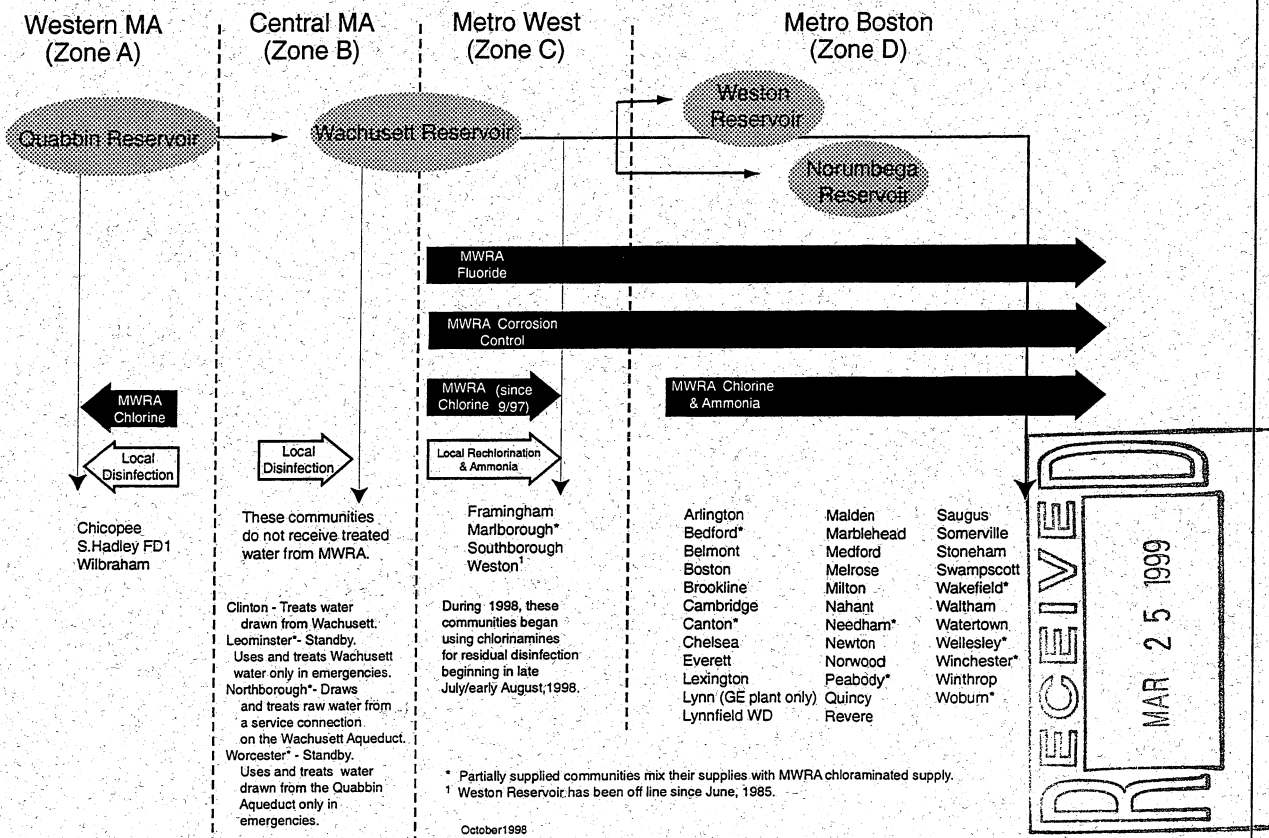 Western MA
(Zone A)
Central MA
(Zone B)
Metro West
(Zone C)
Metro Boston
(Zone D)
Quabbin Reservoir
Wachusett Reservoir
Weston
Reservoir
Norumbega
Reservoir
MWRA
Fluoride
MWRA Corrosion
Control
MWRA
Chlorine
MWRA (since
Chlorine 9/97)
MWRA Chlorine
& Ammonia
Local
Disinfection
Local
Disinfection
Local Rechlorination
& Ammonia
Chicopee
S.Hadley FD1
Wilbraham
These communities
do not receive treated
water from MWRA.
Clinton - Treats water
drawn from Wachusett.
Leominster*- Standby.
Uses and treats Wachusett
water only in emergencies.
Northborough*- Draws
and treats raw water from
a service connection
on the Wachusett Aqueduct.
Worcester* - Standby.
Uses and treats water
drawn from the Quabbin
Aqueduct only in
emergencies.
Framingham
Marlborough*
Southborough
Weston¹
During 1998, these
communities began
using chlorinamines
for residual disinfection
beginning in late
July/early August,1998.
Arlington
Bedford*
Belmont
Boston
Brookline
Cambridge
Canton*
Chelsea
Everett
Lexington
Lynn (GE plant only)
Lynnfield WD
Malden
Marblehead
Medford
Melrose
Milton
Nahant
Needham*
Newton
Norwood
Peabody*
Quincy
Revere
Saugus
Somerville
Stoneham
Swampscott
Wakefield*
Waltham
Watertown
Wellesley*
Winchester*
Winthrop
Woburn*
* Partially supplied communities mix their supplies with MWRA chloraminated supply.
¹ Weston Reservoir has been off line since June, 1985.
October1998
RECEIVED
MAR 25 1999